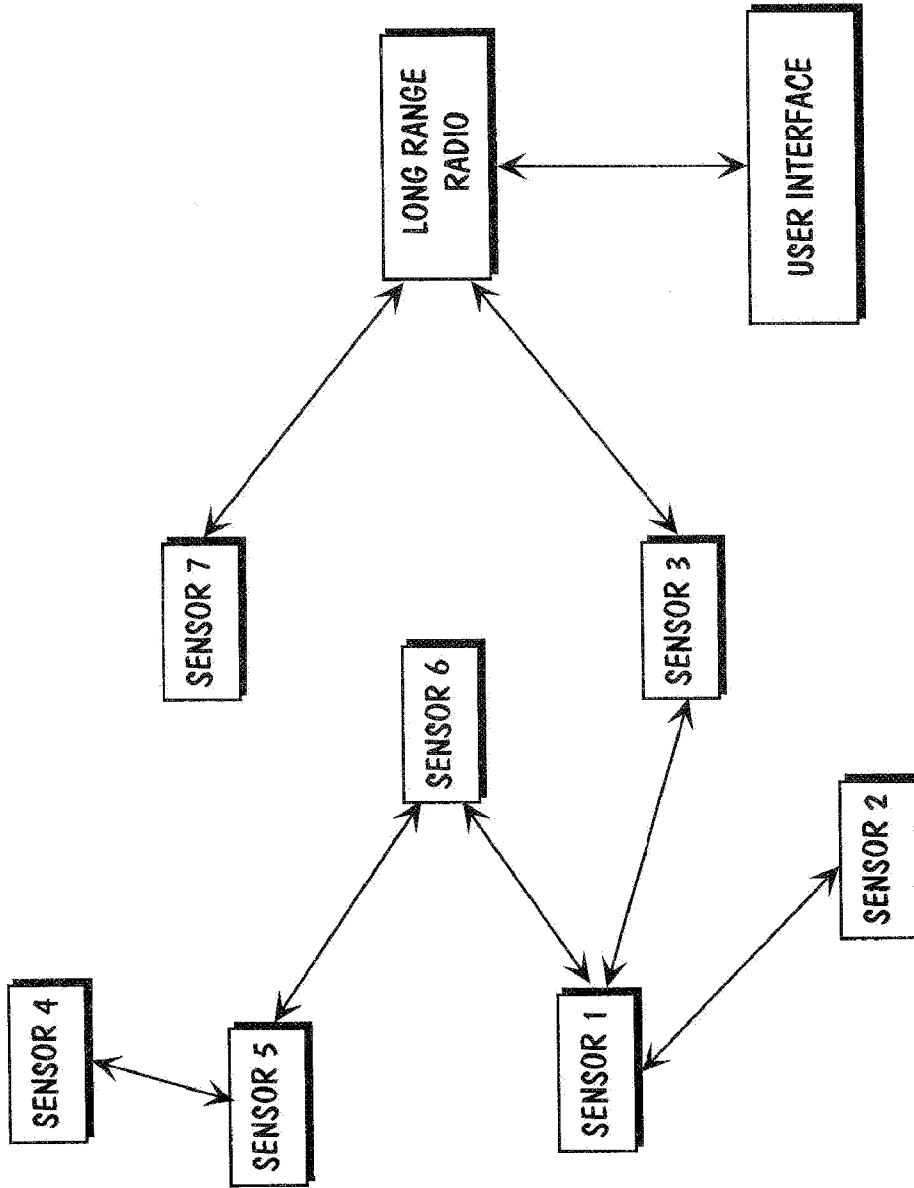 SENSOR 4
SENSOR 5
SENSOR 7
SENSOR 6
LONG RANGE
RADIO
SENSOR 1
SENSOR 3
SENSOR 2
USER INTERFACE